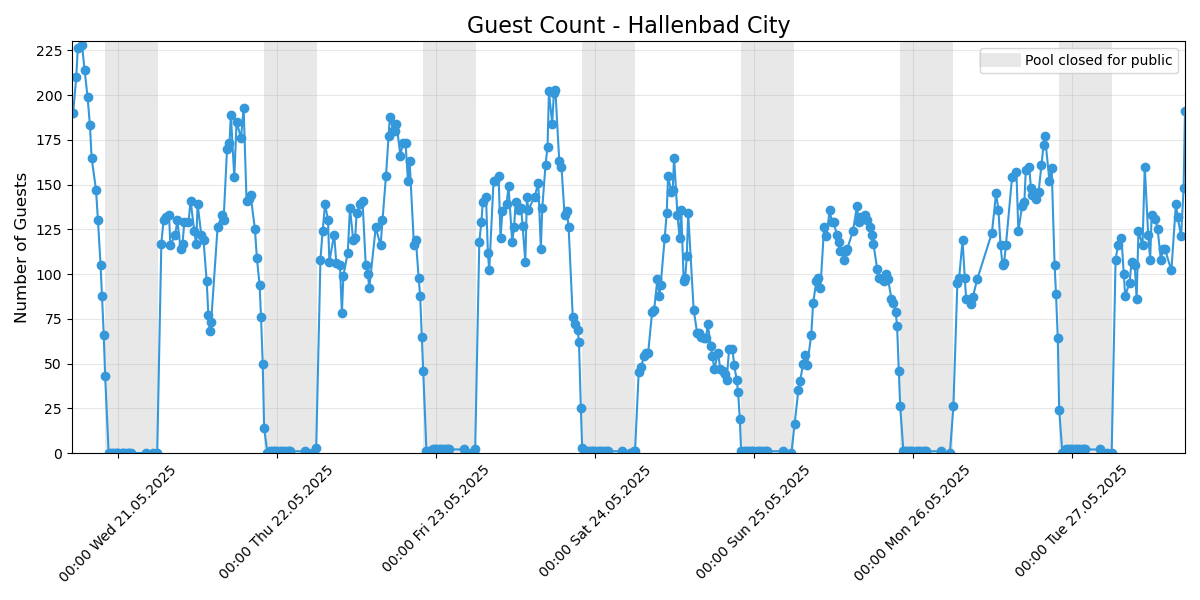 Guest Count - Hallenbad City
Pool closed for public
Number of Guests
225
200
175
150
125
100
75
50
25
0
00:00 Wed 21.05.2025
00:00 Thu 22.05.2025
00:00 Fri 23.05.2025
00:00 Sat 24.05.2025
00:00 Sun 25.05.2025
00:00 Mon 26.05.2025
00:00 Tue 27.05.2025